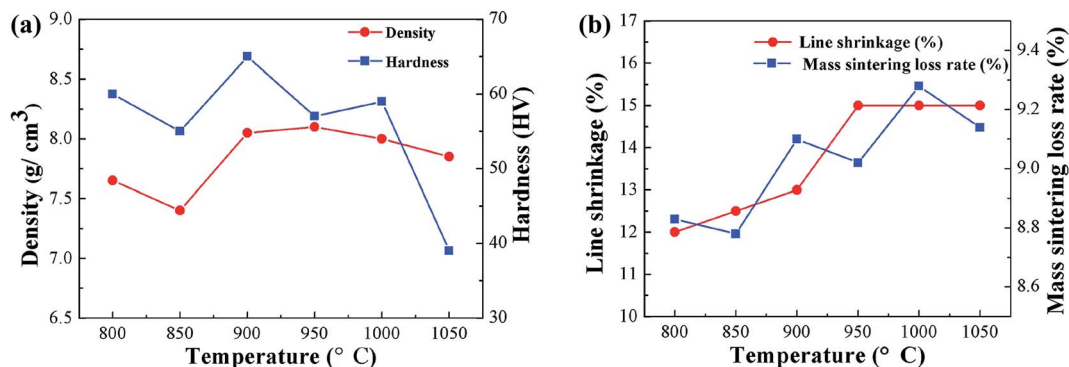 (a)
Density (g/ cm³)
9.0
8.5
8.0
7.5
7.0
6.5
Density
Hardness
70
60
50
40
30
Hardness (HV)
800 850 900 950 1000 1050
Temperature (° C)
(b)
Line shrinkage (%)
17
16
15
14
13
12
11
10
Line shrinkage (%)
Mass sintering loss rate (%)
9.4
9.2
9.0
8.8
8.6
Mass sintering loss rate (%)
800 850 900 950 1000 1050
Temperature (° C)